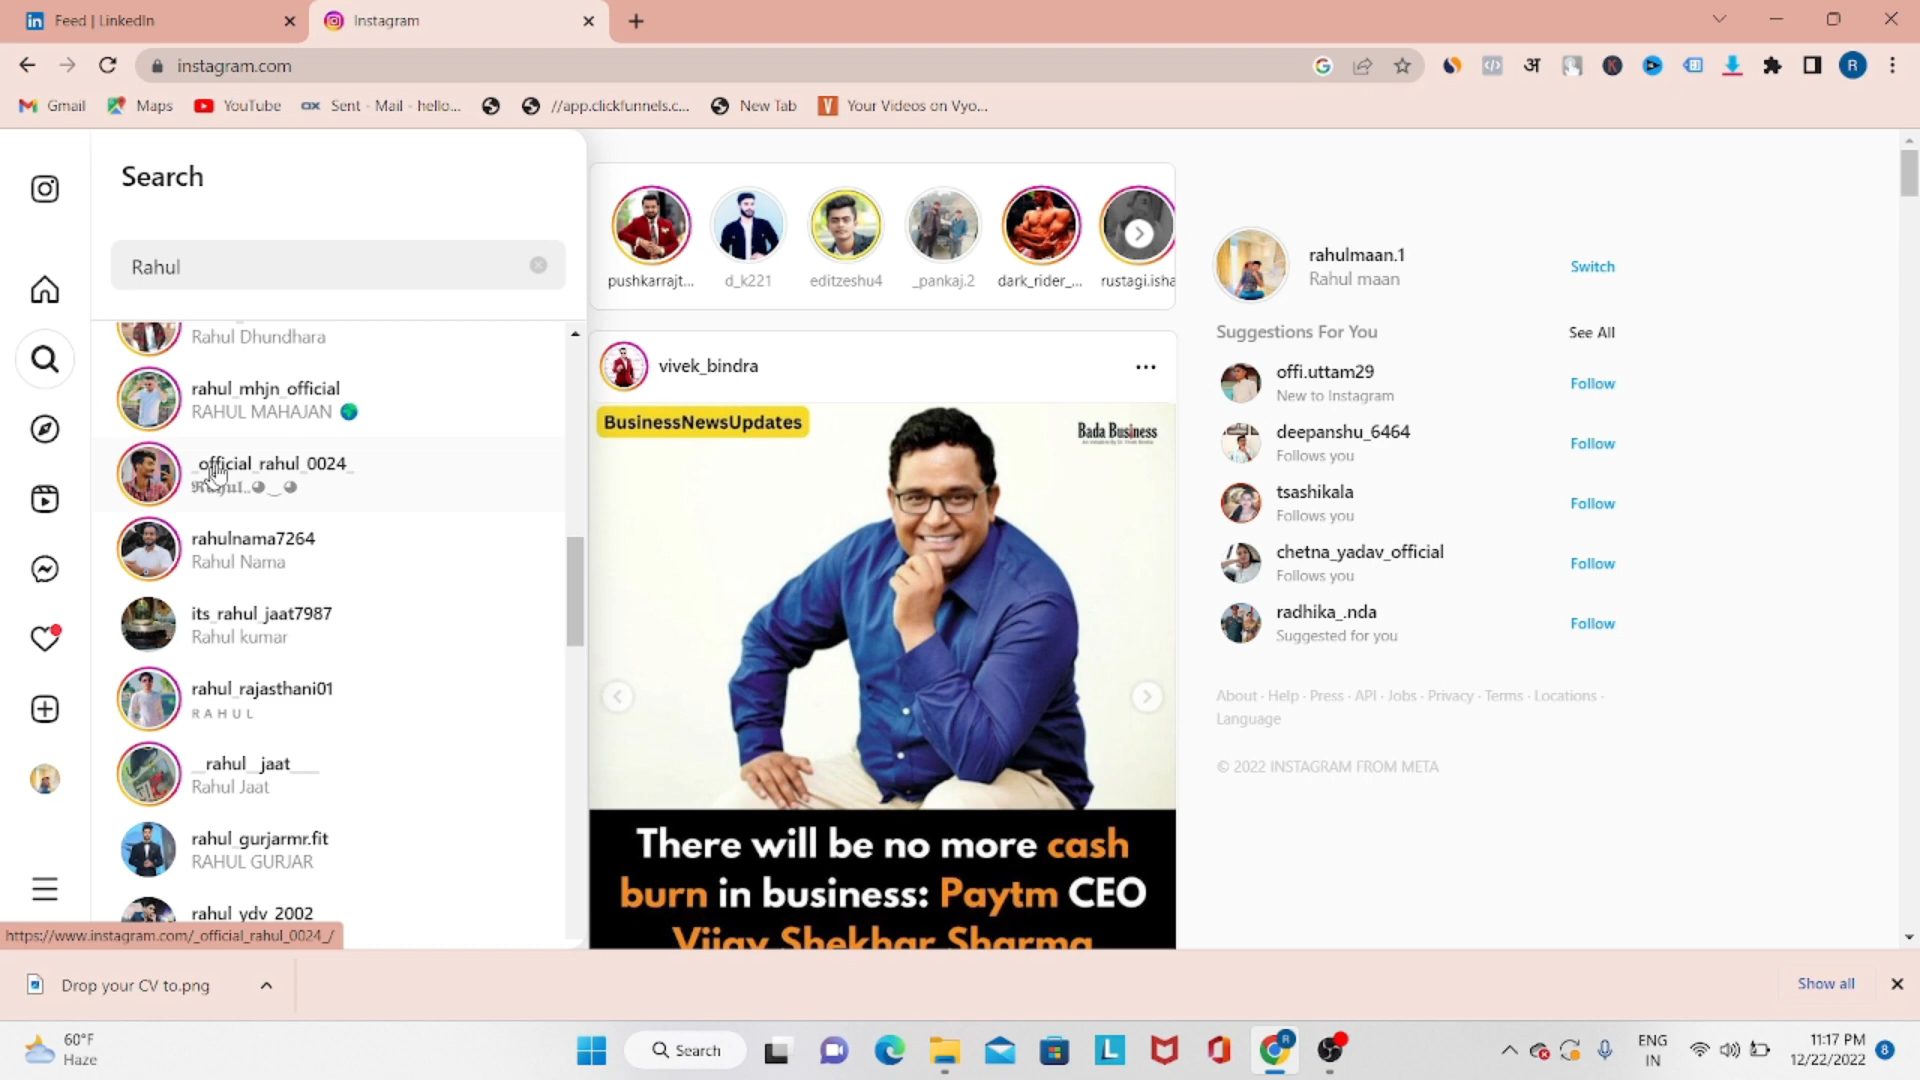 Feed | LinkedIn
Instagram
instagram.com
Gmail
Maps
YouTube
Sent - Mail - hello...
//app.clickfunnels.c...
New Tab
Your Videos on Vyo...
Search
Rahul
Rahul Dhundhara
rahul_mhjn_official
RAHUL MAHAJAN
_official_rahul_0024_
rahulnama7264
Rahul Nama
its_rahul_jaat7987
Rahul kumar
rahul_rajasthani01
R A H U L
Rahul Jaat
rahul_gurjarmr.fit
RAHUL GURJAR
rahul_ydv_2002
https://www.instagram.com/_official_rahul_0024_/
pushkarrajt...
d_k221
editzeshu4
_pankaj.2
dark_rider_...
rustagi.isha
vivek_bindra
BusinessNewsUpdates
Bada Business
There will be no more cash
burn in business: Paytm CEO
Vijay Shekhar Sharma
rahulmaan.1
Rahul maan
Switch
Suggestions For You
See All
offi.uttam29
New to Instagram
Follow
deepanshu_6464
Follows you
Follow
tsashikala
Follows you
Follow
chetna_yadav_official
Follows you
Follow
radhika_.nda
Suggested for you
Follow
About · Help · Press · API · Jobs · Privacy · Terms · Locations ·
Language
© 2022 INSTAGRAM FROM META
Drop your CV to.png
Show all
60°F
Haze
Search
ENG
IN
11:17 PM
12/22/2022
8